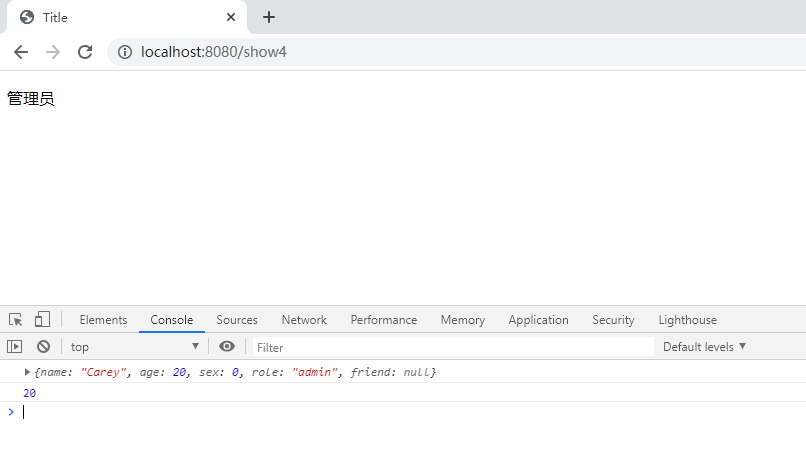 Title
localhost:8080/show4
管理员
Elements Console Sources Network Performance Memory Application Security Lighthouse
top Filter Default levels
{name: "Carey", age: 20, sex: 0, role: "admin", friend: null}
20